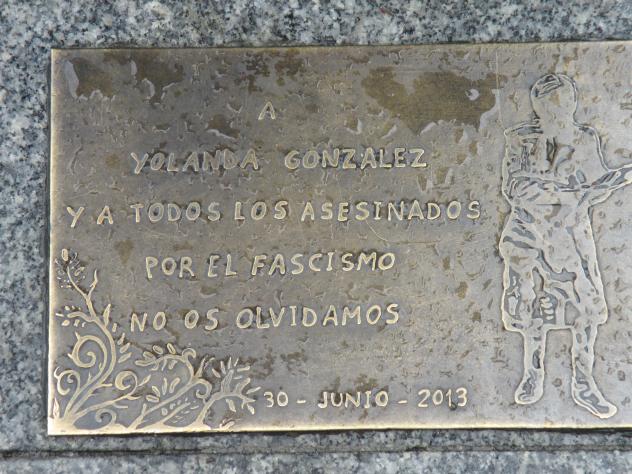 A
YOLANDA GONZALEZ
Y A TODOS LOS ASESINADOS
POR EL FASCISMO
NO OS OLVIDAMOS
30 - JUNIO - 2013